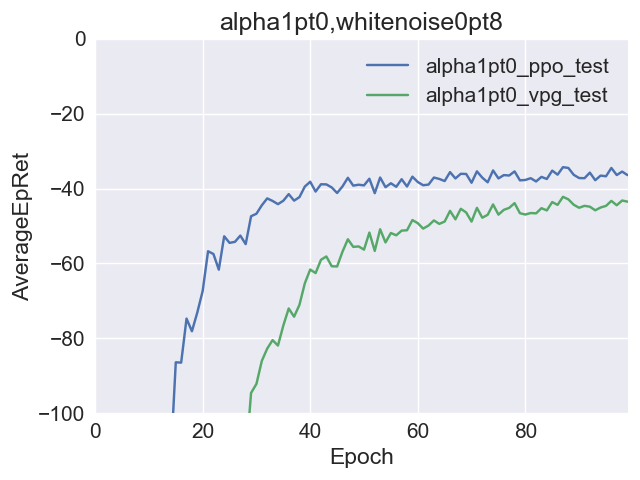 alpha1pt0,whitenoise0pt8
alpha1pt0_ppo_test
alpha1pt0_vpg_test
AverageEpRet
0
−20
−40
−60
−80
−100
0 20 40 60 80
Epoch